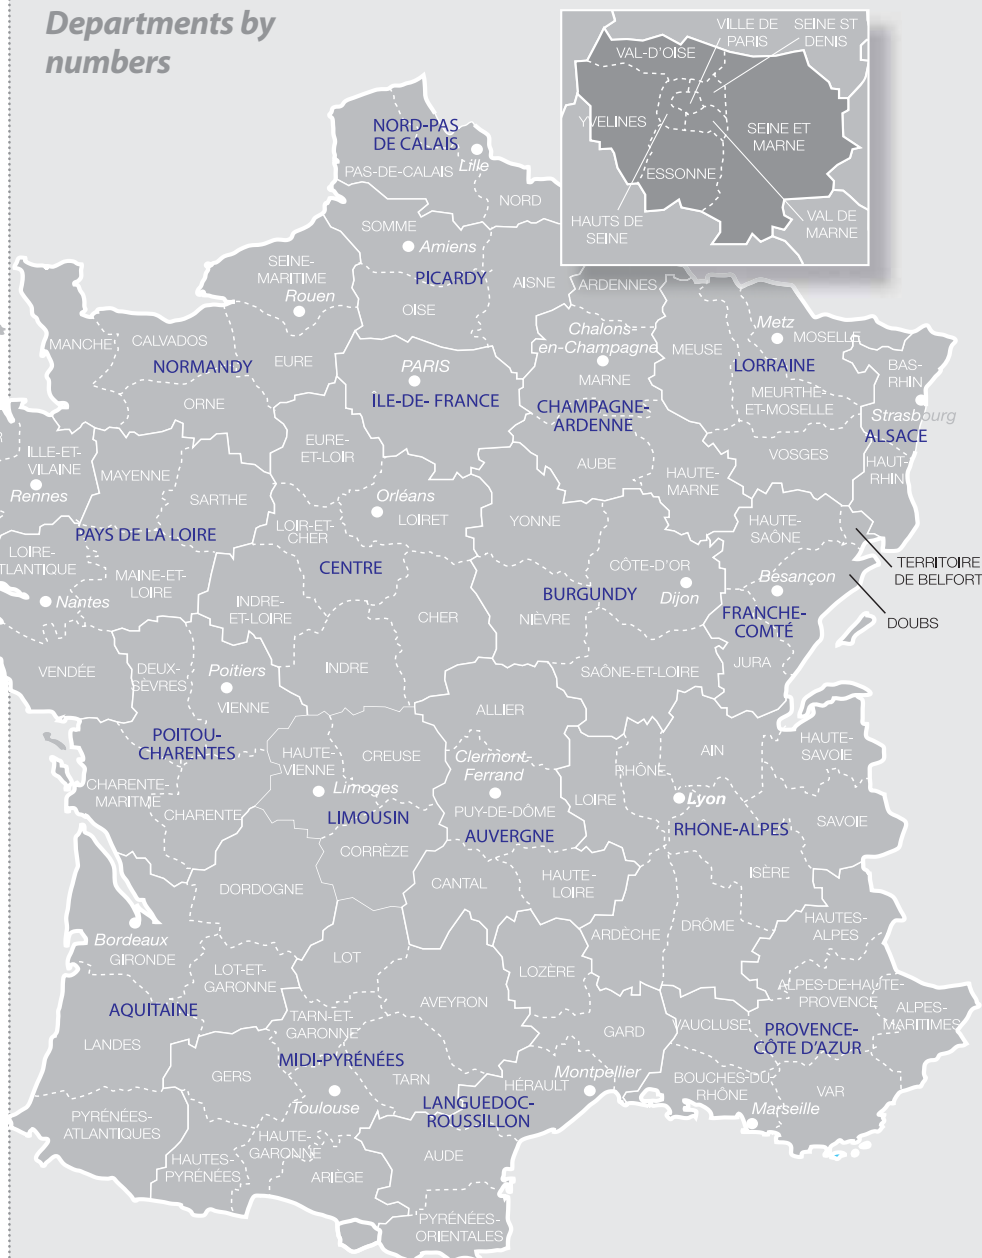 Departments by
numbers
VILLE DE
PARIS
SEINE ST
DENIS
VAL-D'OISE
YVELINES
SEINE ET
MARNE
ESSONNE
HAUTS DE
SEINE
VAL DE
MARNE
NORD-PAS
DE CALAIS
Lille
PAS-DE-CALAIS
NORD
SOMME
Amiens
PICARDY
SEINE-
MARITIME
Rouen
OISE
AISNE
ARDENNES
MANCHE
CALVADOS
NORMANDY
EURE
ORNE
PARIS
ÎLE-DE- FRANCE
Chalons-
en-Champagne
MARNE
CHAMPAGNE-
ARDENNE
MEUSE
Metz
MOSELLE
LORRAINE
MEURTHE-
ET-MOSELLE
BAS-
RHIN
Strasbourg
ALSACE
HAUT-
RHIN
VOSGES
AUBE
HAUTE-
MARNE
EURE-
ET-LOIR
ILLE-ET-
VILAINE
Rennes
MAYENNE
SARTHE
PAYS DE LA LOIRE
LOIRE-
TLANTIQUE
MAINE-ET-
LOIRE
Nantes
Orléans
LOIRET
LOIR-ET-
CHER
CENTRE
INDRE-
ET-LOIRE
CHER
INDRE
YONNE
CÔTE-D'OR
BURGUNDY
Dijon
NIÈVRE
SAÔNE-ET-LOIRE
HAUTE-
SAÔNE
Besançon
FRANCHE-
COMTÉ
JURA
TERRITOIRE
DE BELFORT
DOUBS
VENDÉE
DEUX-
SÈVRES
Poitiers
VIENNE
POITOU-
CHARENTES
CHARENTE-
MARITME
CHARENTE
HAUTE-
VIENNE
CREUSE
Limoges
LIMOUSIN
CORRÈZE
ALLIER
Clermont-
Ferrand
PUY-DE-DÔME
AUVERGNE
CANTAL
HAUTE-
LOIRE
LOIRE
RHÔNE
AIN
HAUTE-
SAVOIE
Lyon
RHONE-ALPES
SAVOIE
ISÈRE
ARDÈCHE
DRÔME
HAUTES-
ALPES
DORDOGNE
Bordeaux
GIRONDE
LOT-ET-
GARONNE
AQUITAINE
LANDES
PYRÉNÉES-
ATLANTIQUES
LOT
TARN-ET-
GARONNE
AVEYRON
MIDI-PYRÉNÉES
GERS
Toulouse
TARN
HAUTE-
GARONNE
HAUTES-
PYRÉNÉES
ARIÈGE
LOZÈRE
GARD
Montpellier
HÉRAULT
LANGUEDOC-
ROUSSILLON
AUDE
PYRÉNÉES-
ORIENTALES
ALPES-DE-HAUTE-
PROVENCE
ALPES-
MARITIMES
VAUCLUSE
PROVENCE-
CÔTE D'AZUR
BOUCHES-DU-
RHÔNE
VAR
Marseille